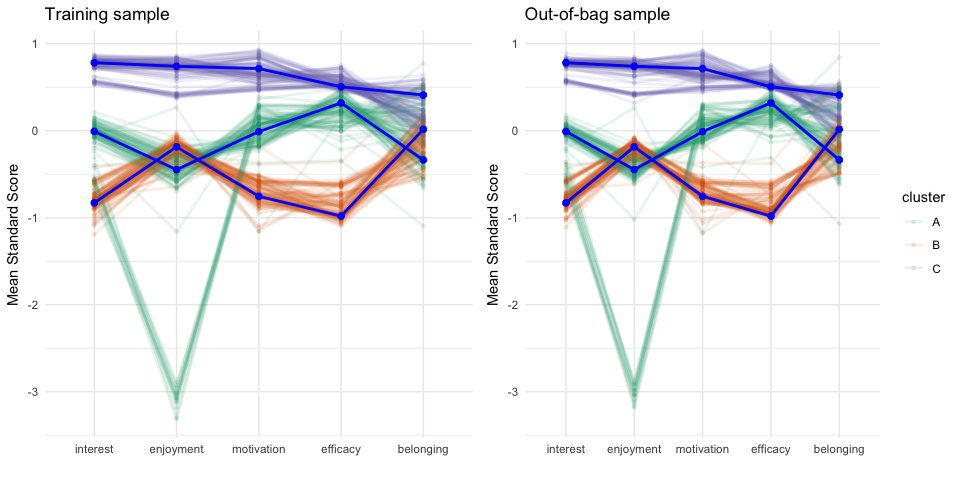 Training sample
Out-of-bag sample
Mean Standard Score
1
0
-1
-2
-3
interest enjoyment motivation efficacy belonging
Mean Standard Score
1
0
-1
-2
-3
interest enjoyment motivation efficacy belonging
cluster
A
B
C